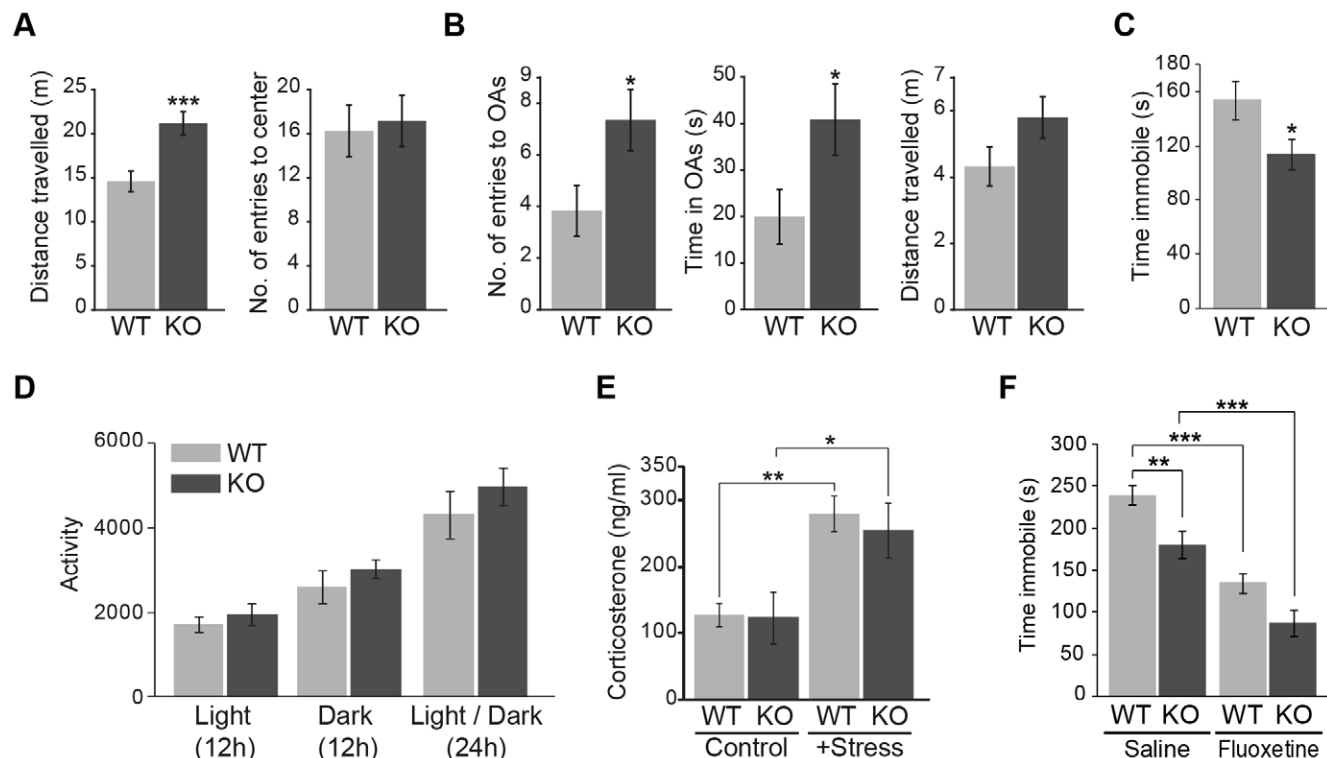 A
Distance travelled (m)
25
20
15
10
5
0
***
WT KO
No. of entries to center
20
16
12
8
4
0
WT KO
B
No. of entries to OAs
9
8
6
4
2
0
*
WT KO
Time in OAs (s)
50
40
30
20
10
0
*
WT KO
Distance travelled (m)
7
6
4
2
0
WT KO
C
Time immobile (s)
180
160
120
80
40
0
*
WT KO
D
Activity
6000
4000
2000
0
WT
KO
Light
(12h)
Dark
(12h)
Light / Dark
(24h)
E
Corticosterone (ng/ml)
350
300
200
100
0
**
*
WT KO WT KO
Control +Stress
F
Time immobile (s)
300
250
200
150
100
50
0
***
***
**
WT KO WT KO
Saline Fluoxetine